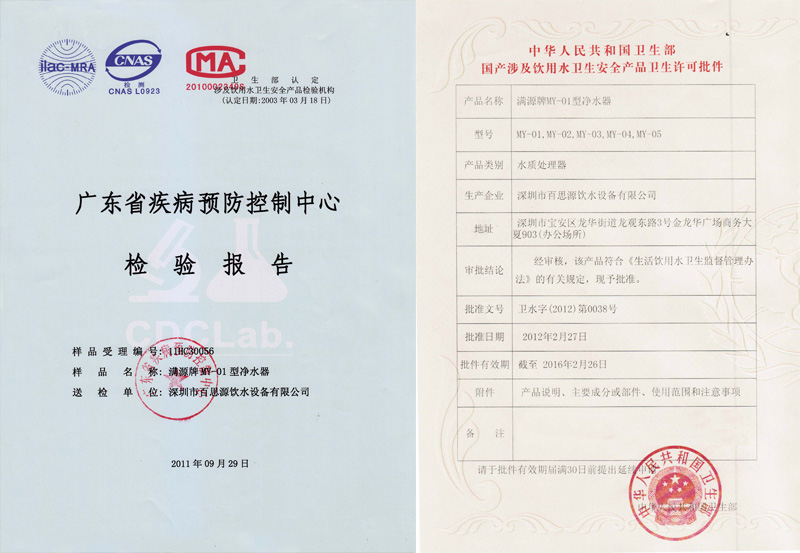 ilac-MRA
CNAS
检测
CNAS L0923
MA
卫生部认定
涉及饮用水卫生安全产品检验机构
(认定日期:2003年03月18日)
广东省疾病预防控制中心
检验报告
CDCLab.
样品受理编号:11HC30056
样品名称:满源牌MY-01型净水器
送检单位:深圳市百思源饮水设备有限公司
2011年09月29日
中华人民共和国卫生部
国产涉及饮用水卫生安全产品卫生许可批件
产品名称 满源牌MY-01型净水器
型号 MY-01,MY-02,MY-03,MY-04,MY-05
产品类别 水质处理器
生产企业 深圳市百思源饮水设备有限公司
地址 深圳市宝安区龙华街道龙观东路3号金龙华广场商务大
厦903(办公场所)
审批结论 经审核，该产品符合《生活饮用水卫生监督管理办
法》的有关规定，现予批准。
批准文号 卫水字(2012)第0038号
批准日期 2012年2月27日
批件有效期 截至 2016年2月26日
附件 产品说明、主要成分或部件、使用范围和注意事项
备注
请于批件有效期届满30日前提出延续申
中华人民共和国卫生部
中华人民共和国卫生部